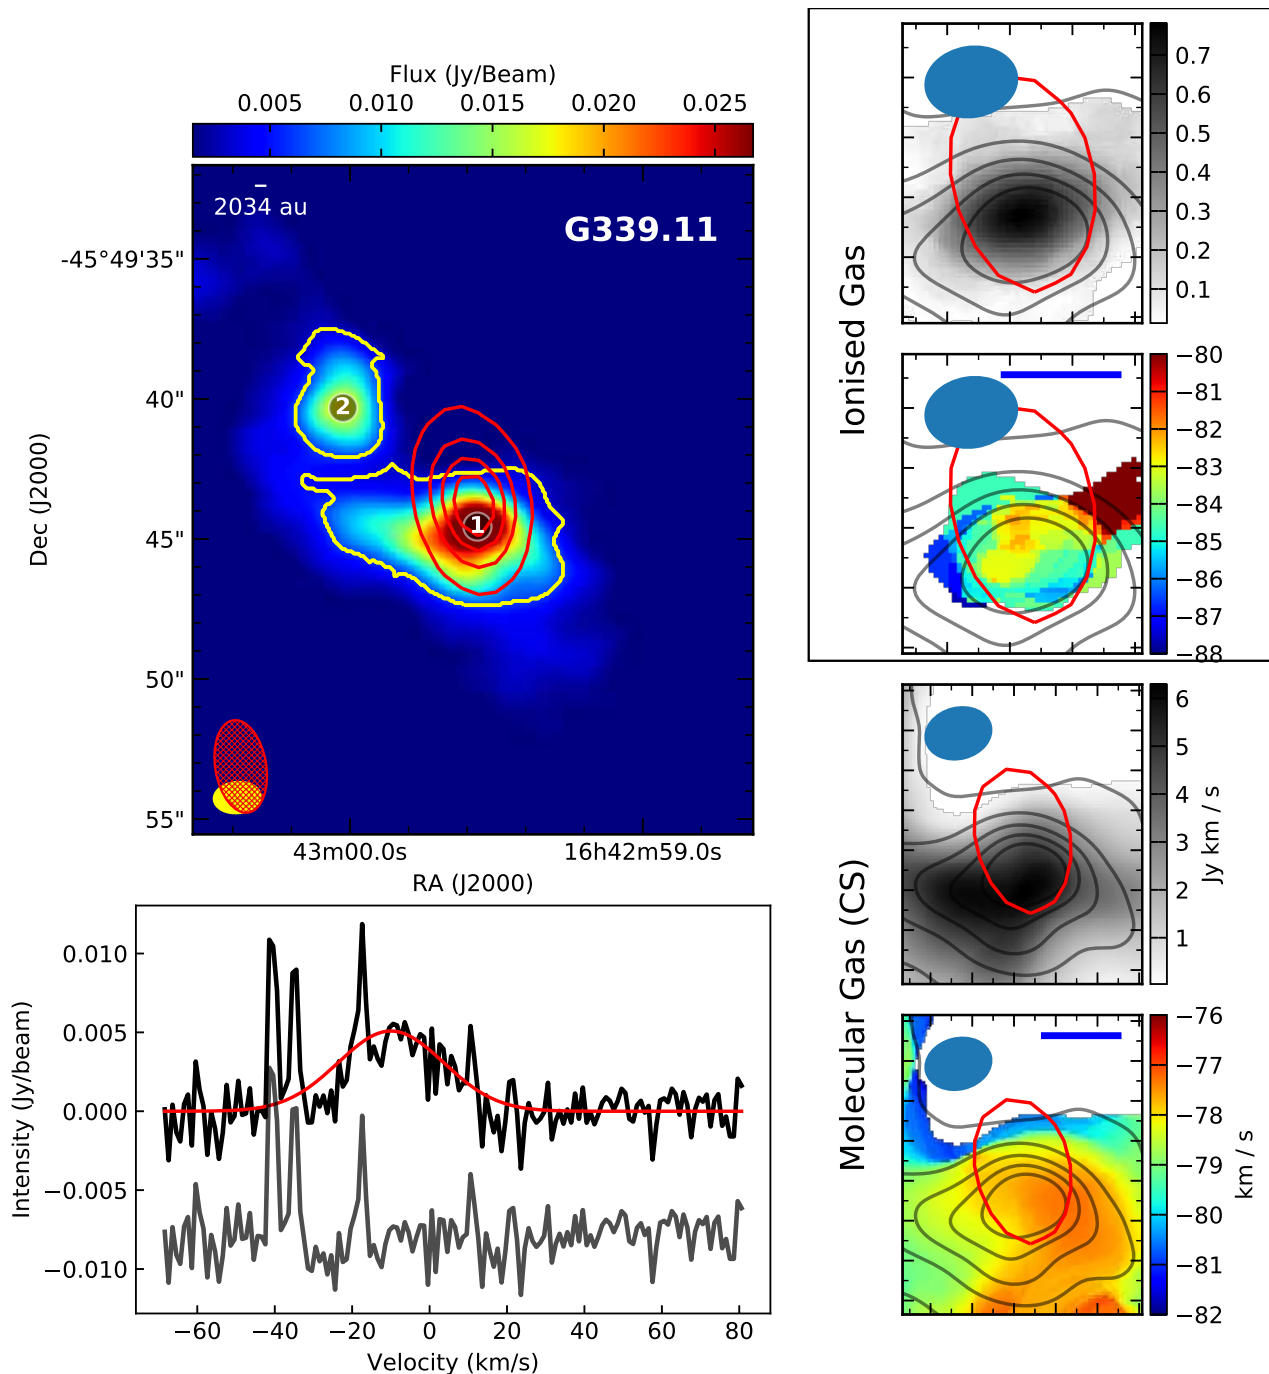 Flux (Jy/Beam)
0.005 0.010 0.015 0.020 0.025
2034 au
G339.11
-45°49'35"
40"
45"
50"
55"
Dec (J2000)
2
1
43m00.0s 16h42m59.0s
RA (J2000)
0.010
0.005
0.000
−0.005
−0.010
Intensity (Jy/beam)
−60 −40 −20 0 20 40 60 80
Velocity (km/s)
Ionised Gas
0.7
0.6
0.5
0.4
0.3
0.2
0.1
−80
−81
−82
−83
−84
−85
−86
−87
−88
Molecular Gas (CS)
6
5
4
3
2
1
Jy km / s
−76
−77
−78
−79
−80
−81
−82
km / s